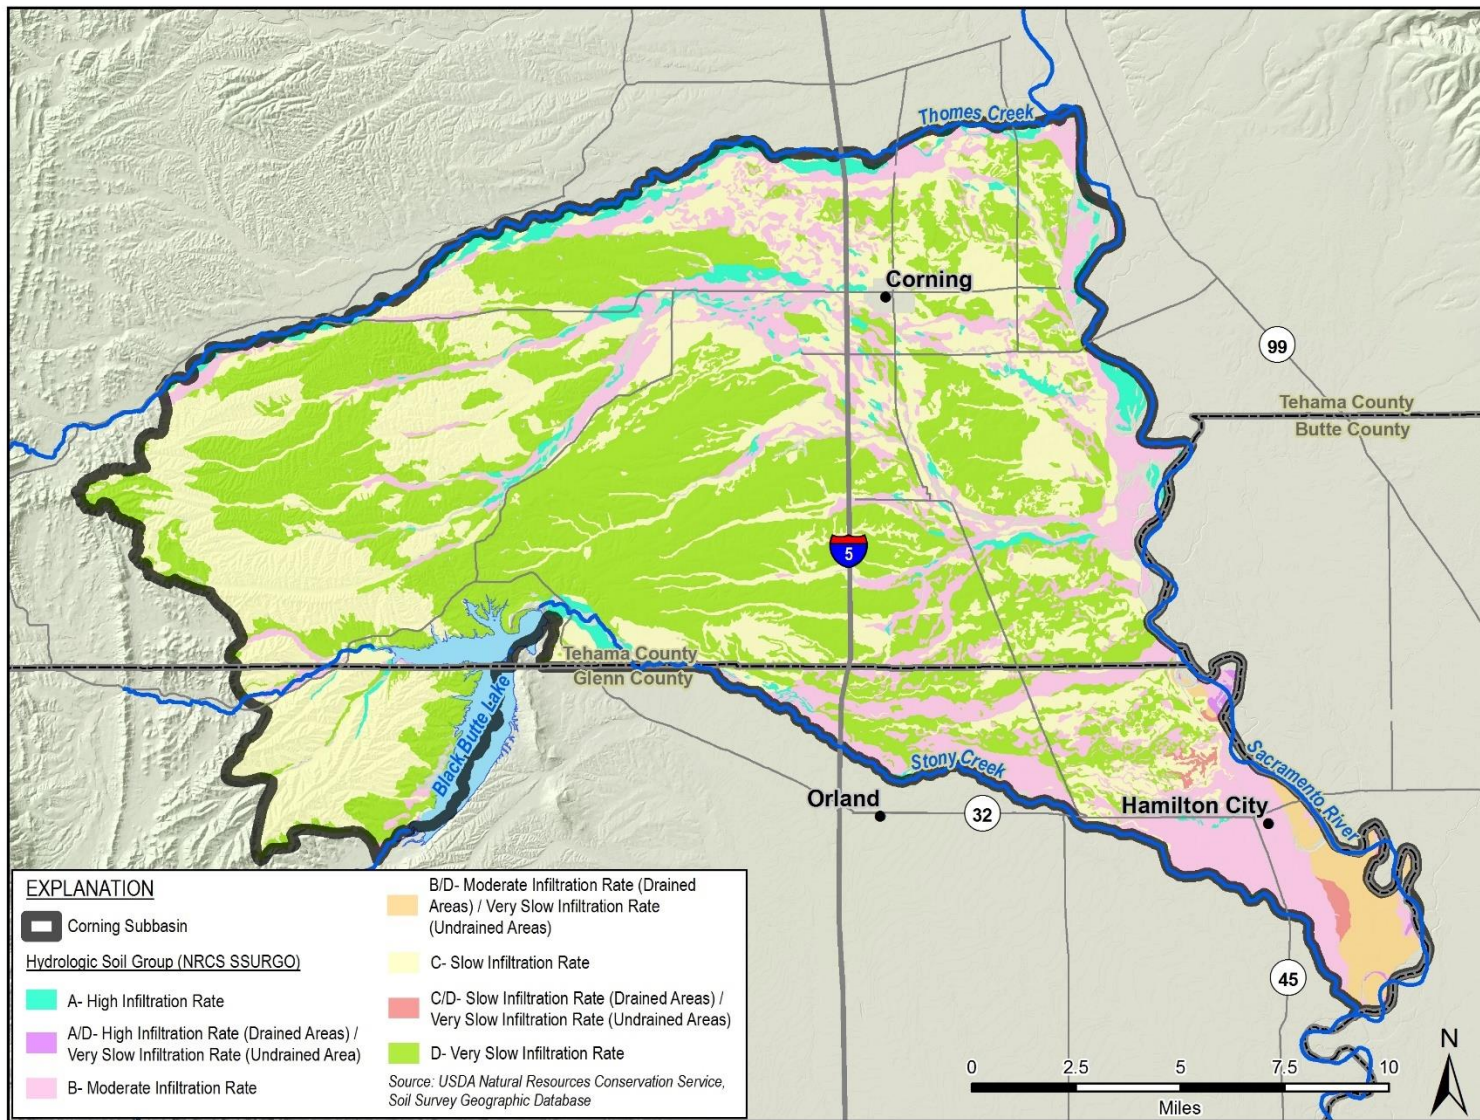 Thomes Creek
Corning
99
Tehama County
Butte County
5
Tehama County
Glenn County
Black Butte Lake
Stony Creek
Sacramento River
Orland
32
Hamilton City
45
EXPLANATION
Corning Subbasin
Hydrologic Soil Group (NRCS SSURGO)
A- High Infiltration Rate
A/D- High Infiltration Rate (Drained Areas) /
Very Slow Infiltration Rate (Undrained Area)
B- Moderate Infiltration Rate
B/D- Moderate Infiltration Rate (Drained
Areas) / Very Slow Infiltration Rate
(Undrained Areas)
C- Slow Infiltration Rate
C/D- Slow Infiltration Rate (Drained Areas) /
Very Slow Infiltration Rate (Undrained Areas)
D- Very Slow Infiltration Rate
Source: USDA Natural Resources Conservation Service,
Soil Survey Geographic Database
0 2.5 5 7.5 10
Miles
N